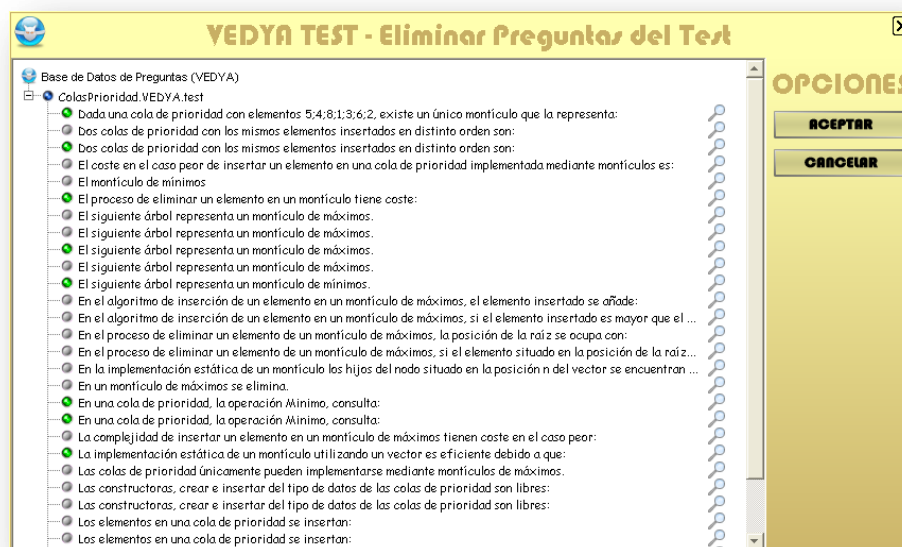 VEDYA TEST - Eliminar Preguntas del Test
Base de Datos de Preguntas (VEDYA)
ColasPrioridad.VEDYA.test
Dada una cola de prioridad con elementos 5;4;8;1;3;6;2, existe un único montículo que la representa:
Dos colas de prioridad con los mismos elementos insertados en distinto orden son:
Dos colas de prioridad con los mismos elementos insertados en distinto orden son:
El coste en el caso peor de insertar un elemento en una cola de prioridad implementada mediante montículos es:
El montículo de mínimos
El proceso de eliminar un elemento en un montículo tiene coste:
El siguiente árbol representa un montículo de máximos.
El siguiente árbol representa un montículo de máximos.
El siguiente árbol representa un montículo de máximos.
El siguiente árbol representa un montículo de máximos.
El siguiente árbol representa un montículo de mínimos.
En el algoritmo de inserción de un elemento en un montículo de máximos, el elemento insertado se añade:
En el algoritmo de inserción de un elemento en un montículo de máximos, si el elemento insertado es mayor que el ...
En el proceso de eliminar un elemento de un montículo de máximos, la posición de la raíz se ocupa con:
En el proceso de eliminar un elemento de un montículo de máximos, si el elemento situado en la posición de la raíz...
En la implementación estática de un montículo los hijos del nodo situado en la posición n del vector se encuentran ...
En un montículo de máximos se elimina.
En una cola de prioridad, la operación Minimo, consulta:
En una cola de prioridad, la operación Minimo, consulta:
La complejidad de insertar un elemento en un montículo de máximos tienen coste en el caso peor:
La implementación estática de un montículo utilizando un vector es eficiente debido a que:
Las colas de prioridad únicamente pueden implementarse mediante montículos de máximos.
Las constructoras, crear e insertar del tipo de datos de las colas de prioridad son libres:
Las constructoras, crear e insertar del tipo de datos de las colas de prioridad son libres:
Los elementos en una cola de prioridad se insertan:
Los elementos en una cola de prioridad se insertan:
OPCIONES
ACEPTAR
CANCELAR